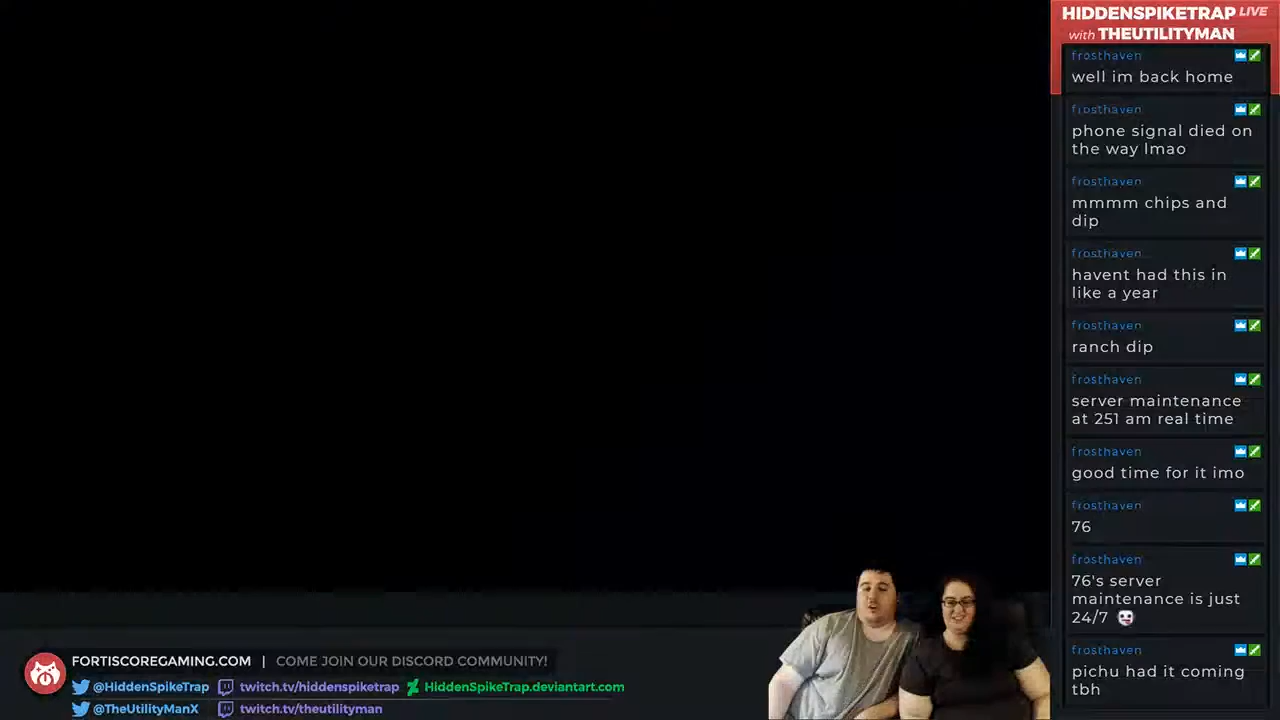 HIDDENSPIKETRAP LIVE
with THEUTILITYMAN
frosthaven
well im back home
frosthaven
phone signal died on
the way lmao
frosthaven
mmmm chips and
dip
frosthaven
havent had this in
like a year
frosthaven
ranch dip
frosthaven
server maintenance
at 251 am real time
frosthaven
good time for it imo
frosthaven
76
frosthaven
76's server
maintenance is just
24/7
frosthaven
pichu had it coming
tbh
FORTISCOREGAMING.COM | COME JOIN OUR DISCORD COMMUNITY!
@HiddenSpikeTrap twitch.tv/hiddenspiketrap HiddenSpikeTrap.deviantart.com
@TheUtilityManX twitch.tv/theutilityman